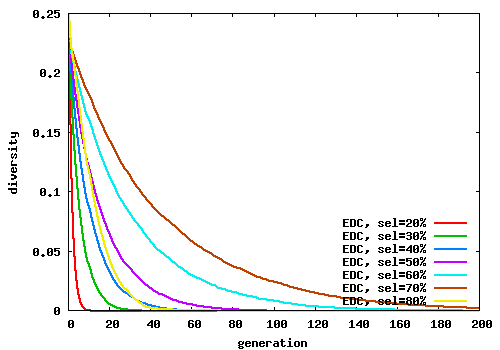 0.25
0.2
0.15
0.1
0.05
0
diversity
EDC, sel=20%
EDC, sel=30%
EDC, sel=40%
EDC, sel=50%
EDC, sel=60%
EDC, sel=70%
EDC, sel=80%
0 20 40 60 80 100 120 140 160 180 200
generation